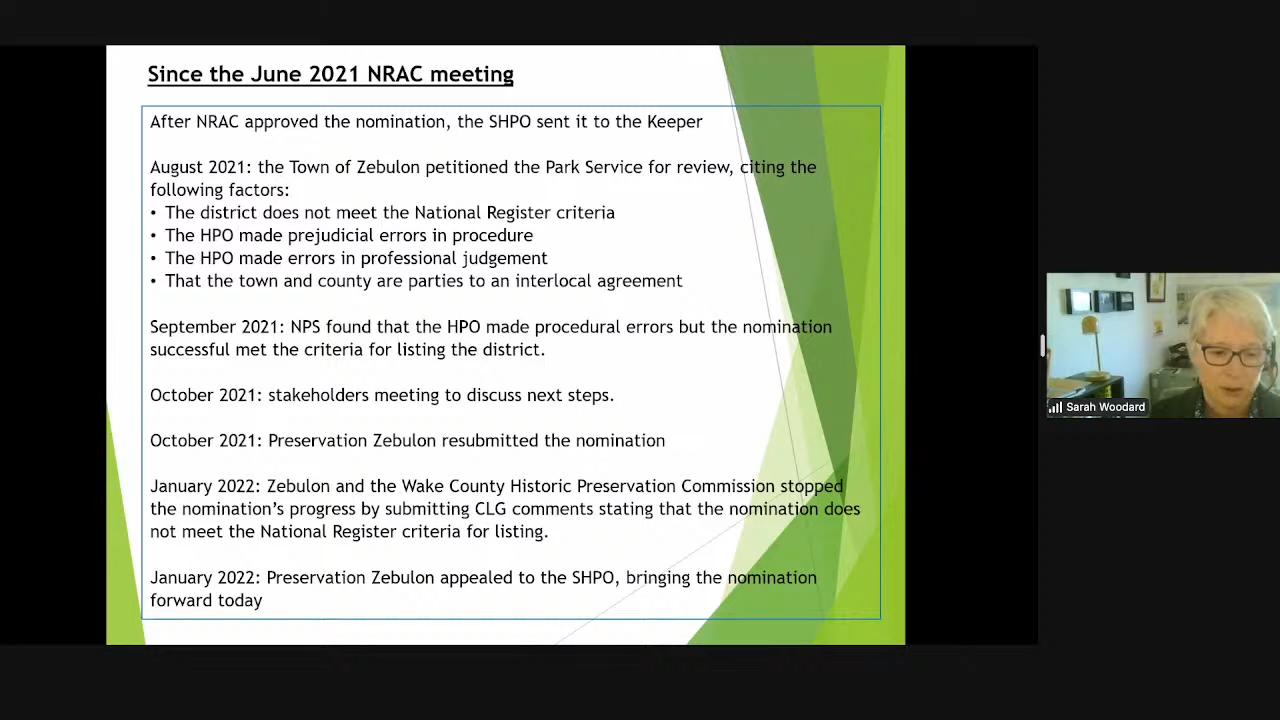 Since the June 2021 NRAC meeting
After NRAC approved the nomination, the SHPO sent it to the Keeper
August 2021: the Town of Zebulon petitioned the Park Service for review, citing the
following factors:
• The district does not meet the National Register criteria
• The HPO made prejudicial errors in procedure
• The HPO made errors in professional judgement
• That the town and county are parties to an interlocal agreement
September 2021: NPS found that the HPO made procedural errors but the nomination
successful met the criteria for listing the district.
October 2021: stakeholders meeting to discuss next steps.
October 2021: Preservation Zebulon resubmitted the nomination
January 2022: Zebulon and the Wake County Historic Preservation Commission stopped
the nomination’s progress by submitting CLG comments stating that the nomination does
not meet the National Register criteria for listing.
January 2022: Preservation Zebulon appealed to the SHPO, bringing the nomination
forward today
Sarah Woodard